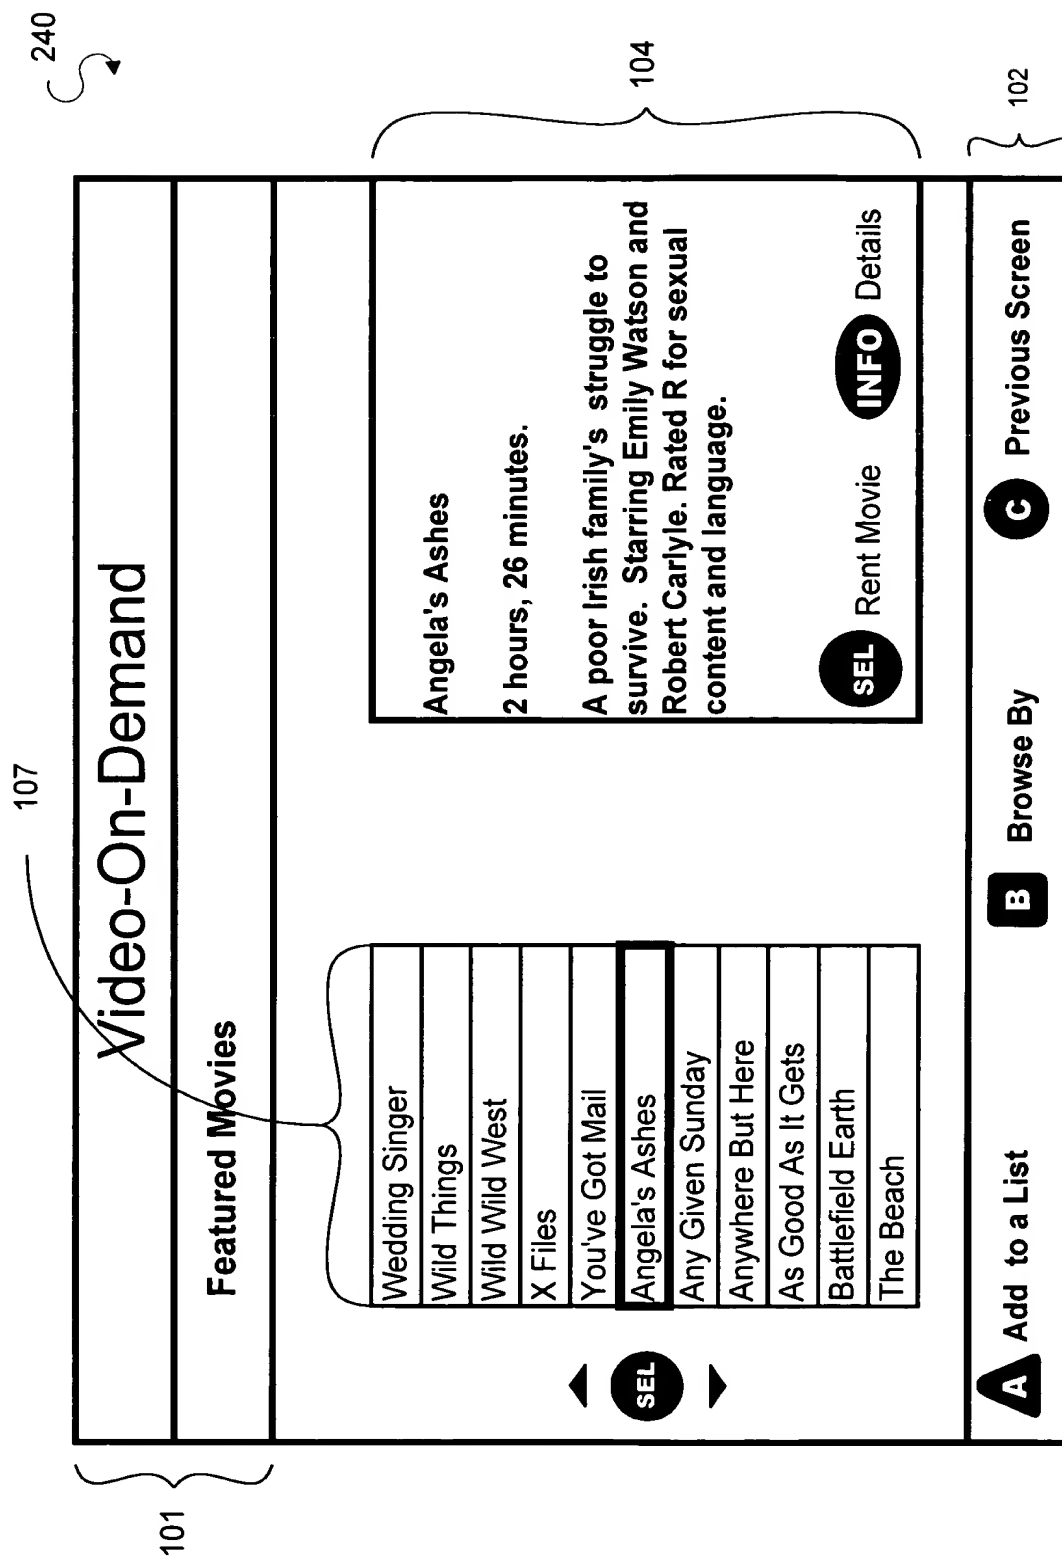 240
107
Video-On-Demand
101
Featured Movies
Wedding Singer
Wild Things
Wild Wild West
X Files
You've Got Mail
Angela's Ashes
Any Given Sunday
Anywhere But Here
As Good As It Gets
Battlefield Earth
The Beach
SEL
Angela's Ashes
2 hours, 26 minutes.
A poor Irish family's struggle to
survive. Starring Emily Watson and
Robert Carlyle. Rated R for sexual
content and language.
SEL Rent Movie INFO Details
104
A Add to a List B Browse By C Previous Screen
102